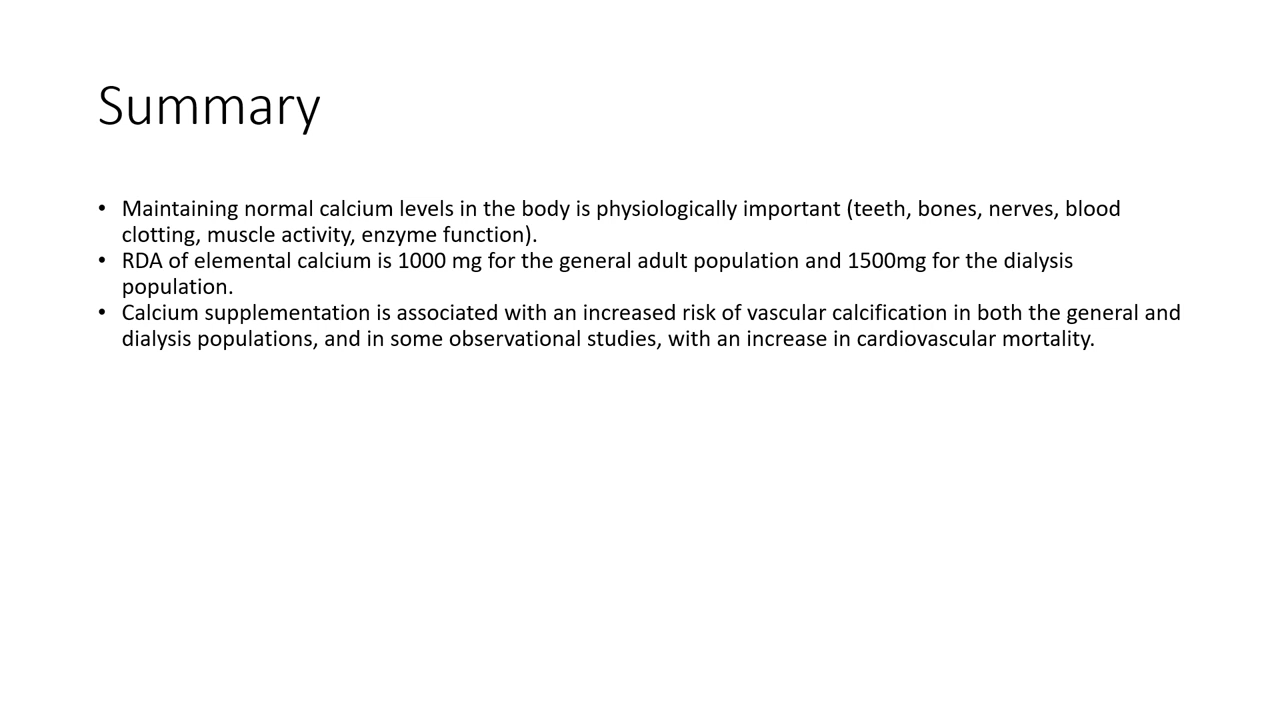 Summary
• Maintaining normal calcium levels in the body is physiologically important (teeth, bones, nerves, blood
clotting, muscle activity, enzyme function).
• RDA of elemental calcium is 1000 mg for the general adult population and 1500mg for the dialysis
population.
• Calcium supplementation is associated with an increased risk of vascular calcification in both the general and
dialysis populations, and in some observational studies, with an increase in cardiovascular mortality.